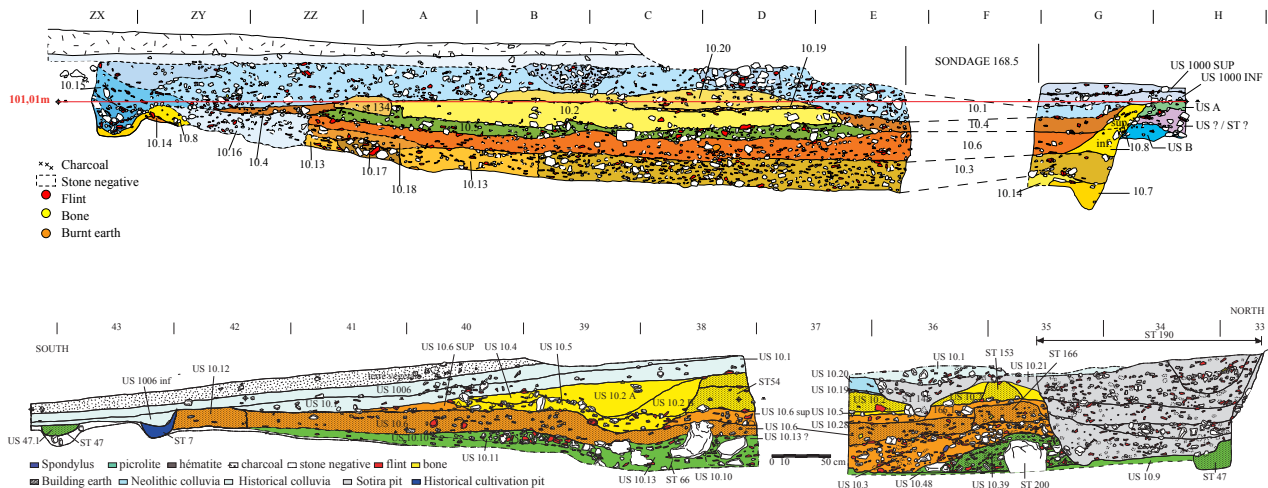 ZX ZY ZZ A B C D E F G H
10.20
10.19
SONDAGE 168.5
US 1000 SUP
US 1000 INF
10.15
101,01m
s. 134
10.2
10.1
US A
10.5
10.4
sup
US ? / ST ?
10.6
inf
10.8
US B
10.14
10.8
10.16
10.4
10.13
10.17
10.18
10.13
10.3
10.14
10.7
Charcoal
Stone negative
Flint
Bone
Burnt earth
NORTH
43 42 41 40 39 38 37 36 35 34 33
ST 190
SOUTH
US 10.6 SUP
US 10.4
US 10.5
US 10.1
US 10.1
ST 153
ST 166
US 10.12
US 10.20
US 10.21
US 1006 inf
US 1006
ST54
US 10.19
US 10.2 A
US 10.2 B
US 10.6 sup
US 10.5
US 10.6
US 10.28
US 10.13 ?
US 47.1
ST 47
ST 7
US 10.11
US 10.13
ST 66
US 10.10
0 10 50 cm
US 10.3
US 10.48
US 10.39
ST 200
US 10.9
ST 47
Spondylus picrolite hématite charcoal stone negative flint bone
Building earth Neolithic colluvia Historical colluvia Sotira pit Historical cultivation pit